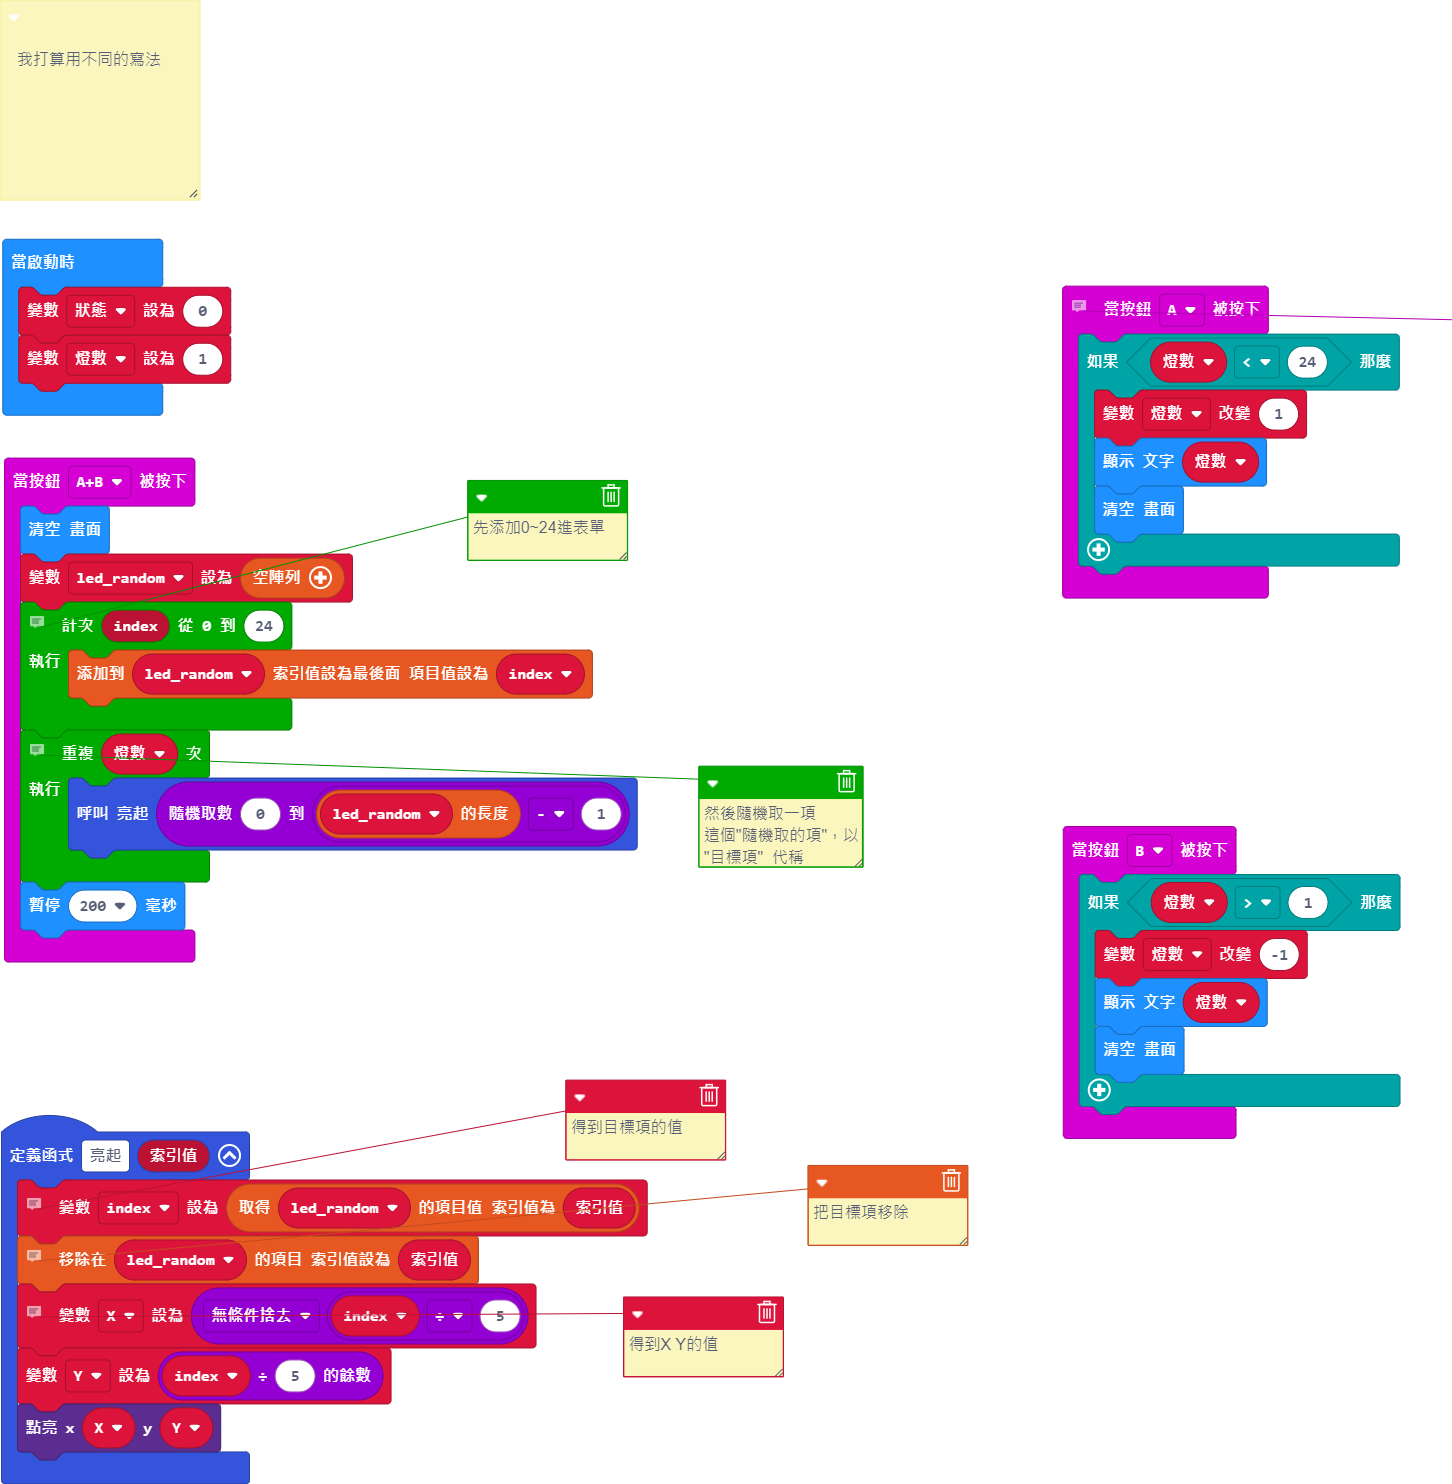 我打算用不同的寫法
當啟動時
變數 狀態 設為 0
變數 燈數 設為 1
當按鈕 A+B 被按下
清空 畫面
變數 led_random 設為 空陣列
計次 index 從 0 到 24
執行 添加到 led_random 索引值設為最後面 項目值設為 index
重複 燈數 次
執行 呼叫 亮起 隨機取數 0 到 led_random 的長度 - 1
暫停 200 毫秒
先添加0~24進表單
然後隨機取一項
這個"隨機取的項"，以
"目標項" 代稱
定義函式 亮起 索引值
變數 index 設為 取得 led_random 的項目值 索引值為 索引值
移除在 led_random 的項目 索引值設為 索引值
變數 X 設為 無條件捨去 index ÷ 5
變數 Y 設為 index ÷ 5 的餘數
點亮 x X y Y
得到目標項的值
把目標項移除
得到X Y的值
當按鈕 A 被按下
如果 燈數 < 24 那麼
變數 燈數 改變 1
顯示 文字 燈數
清空 畫面
當按鈕 B 被按下
如果 燈數 > 1 那麼
變數 燈數 改變 -1
顯示 文字 燈數
清空 畫面